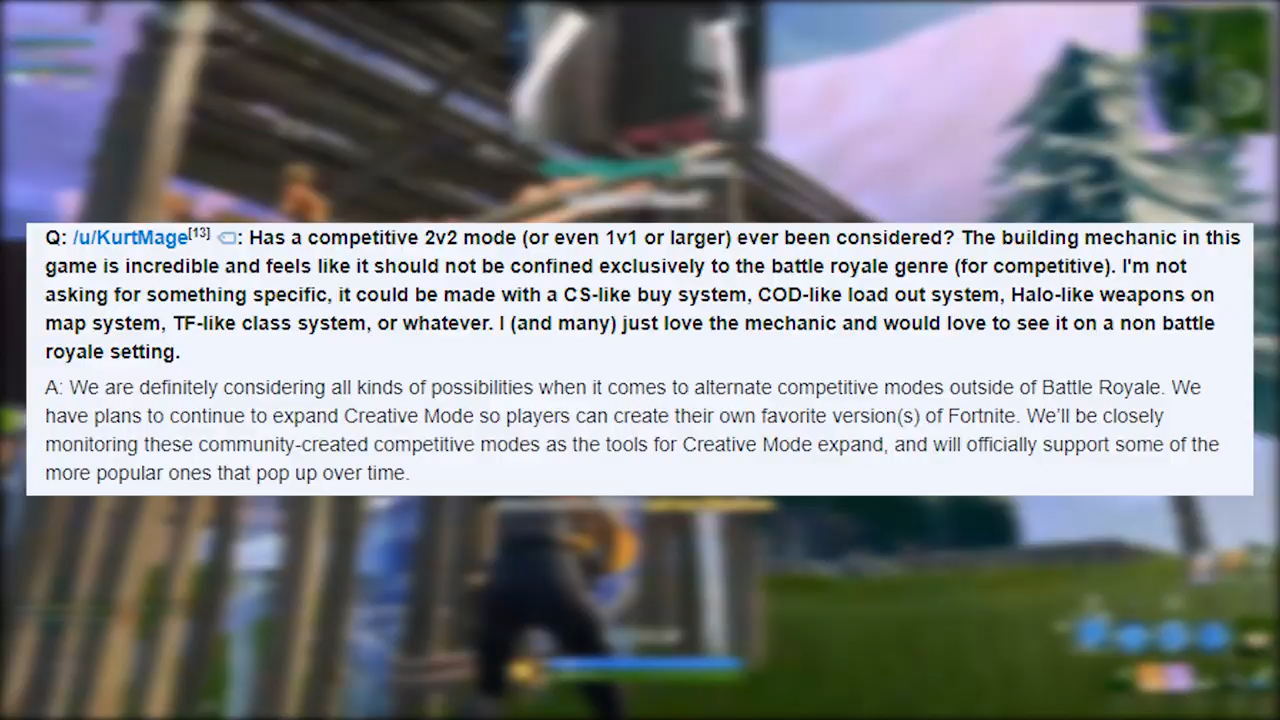 Q: /u/KurtMage[13] : Has a competitive 2v2 mode (or even 1v1 or larger) ever been considered? The building mechanic in this
game is incredible and feels like it should not be confined exclusively to the battle royale genre (for competitive). I'm not
asking for something specific, it could be made with a CS-like buy system, COD-like load out system, Halo-like weapons on
map system, TF-like class system, or whatever. I (and many) just love the mechanic and would love to see it on a non battle
royale setting.
A: We are definitely considering all kinds of possibilities when it comes to alternate competitive modes outside of Battle Royale. We
have plans to continue to expand Creative Mode so players can create their own favorite version(s) of Fortnite. We'll be closely
monitoring these community-created competitive modes as the tools for Creative Mode expand, and will officially support some of the
more popular ones that pop up over time.